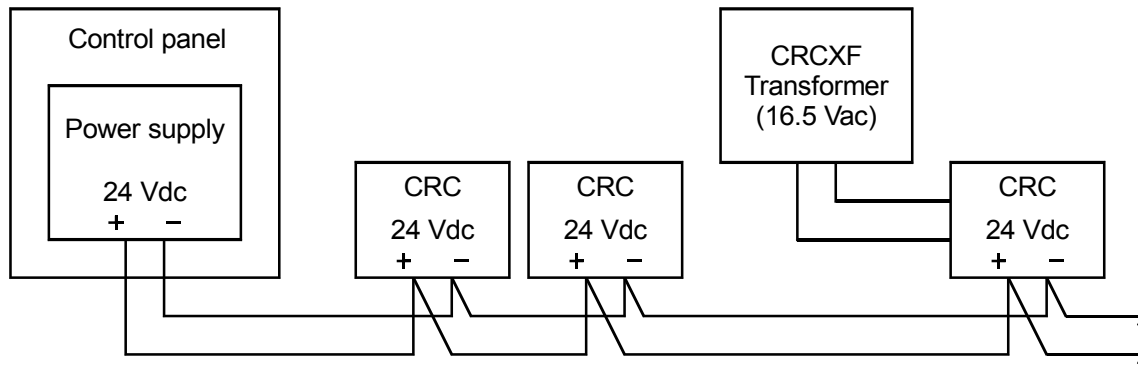 Control panel
Power supply
24 Vdc
+ −
CRC
24 Vdc
+ −
CRC
24 Vdc
+ −
CRCXF
Transformer
(16.5 Vac)
CRC
24 Vdc
+ −